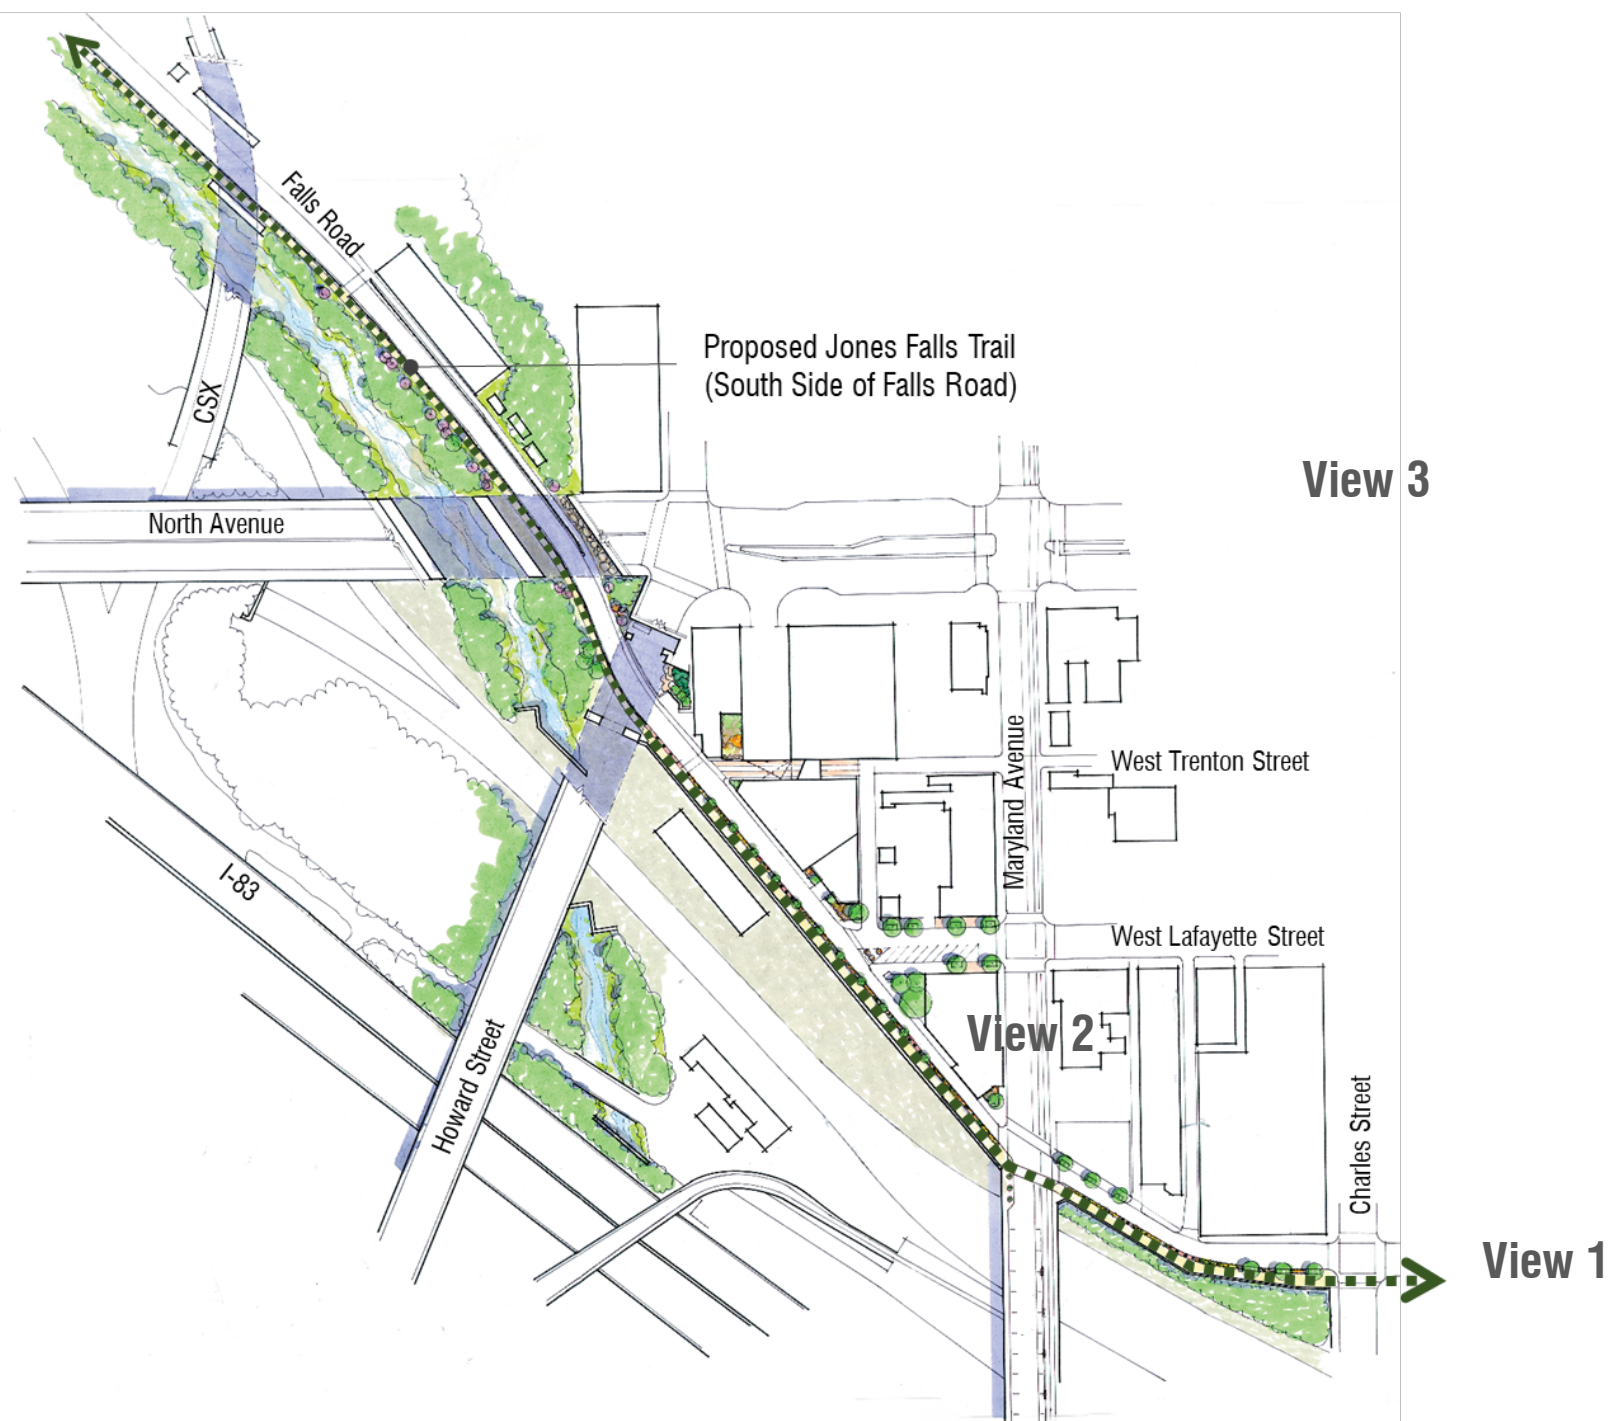 Falls Road
Proposed Jones Falls Trail
(South Side of Falls Road)
CSX
View 3
North Avenue
Maryland Avenue
West Trenton Street
I-83
West Lafayette Street
View 2
Howard Street
Charles Street
View 1